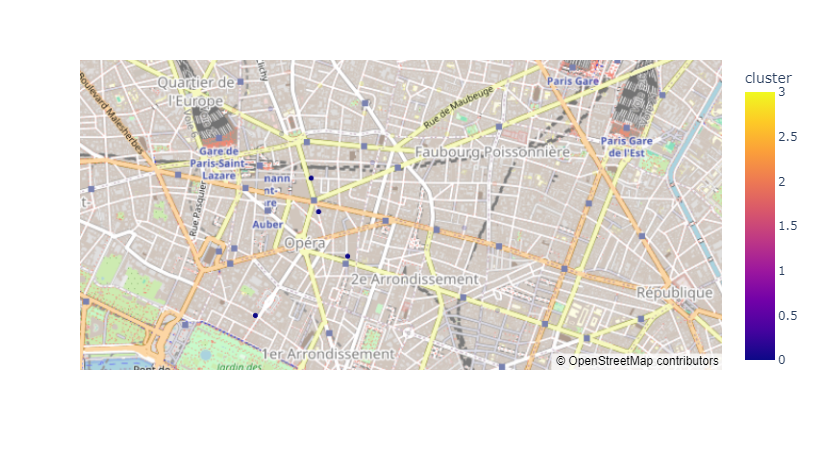 cluster
3
2.5
2
1.5
1
0.5
0
Quartier de
l'Europe
Clichy
Boulevard Malesherbes
Rue de Maubeuge
Paris Gare
Faubourg Poissonnière
Paris Gare
de l'Est
Gare de
Paris-Saint-
Lazare
mann
nt-
re
t-
Rue Pasquier
Auber
Opéra
2e Arrondissement
République
1er Arrondissement
Jardin des
Pont de
© OpenStreetMap contributors